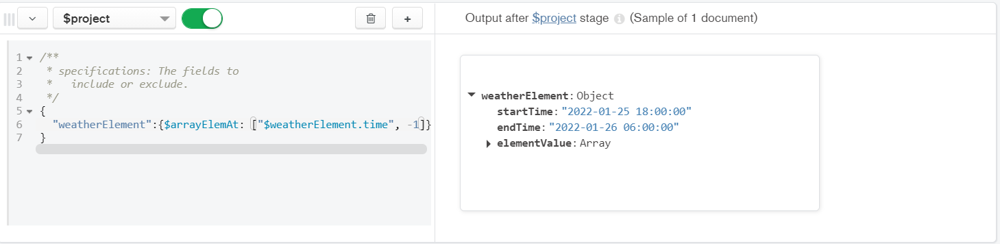 $project
+
Output after $project stage (Sample of 1 document)
1 /**
2  * specifications: The fields to
3  *   include or exclude.
4  */
5 {
6   "weatherElement":{$arrayElemAt: ["$weatherElement.time", -1]}
7 }
weatherElement: Object
startTime: "2022-01-25 18:00:00"
endTime: "2022-01-26 06:00:00"
elementValue: Array